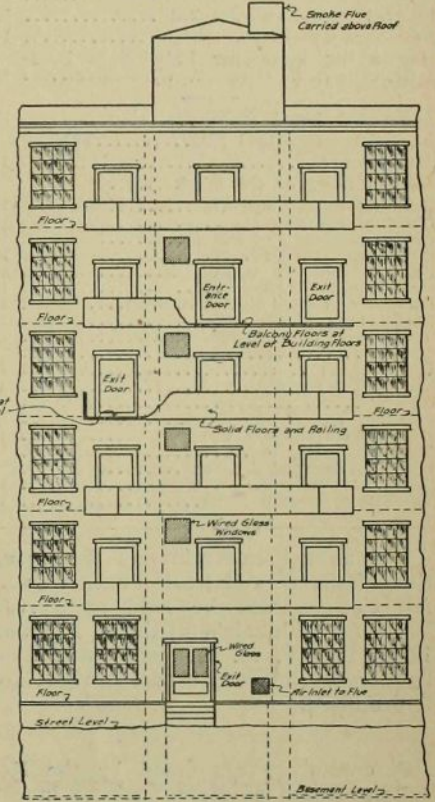 Smoke Flue
Carried above Roof
Floor
Entr-
ance
Door
Exit
Door
Floor
Balcony Floors at
Level of Building Floors
Exit
Door
Floor
Solid Floors and Railing
Floor
Wired Glass
Windows
Floor
Wired
Glass
Exit
Door
Floor
Air Inlet to Flue
Street Level
Basement Level